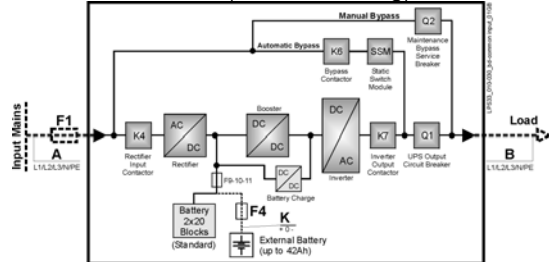 Manual Bypass
Q2
Maintenance
Bypass
Service
Breaker
Automatic Bypass
K6
SSM
Bypass
Contactor
Static
Switch
Module
Input Mains
F1
A
L1/L2/L3/N/PE
K4
Rectifier
Input
Contactor
AC
DC
Rectifier
Booster
DC
DC
DC
AC
Inverter
K7
Inverter
Output
Contactor
Q1
UPS Output
Circuit Breaker
Load
B
L1/L2/L3/N/PE
F9-10-11
DC
DC
Battery Charge
Battery
2x20
Blocks
(Standard)
F4
K
+ 0 -
External Battery
(up to 42Ah)